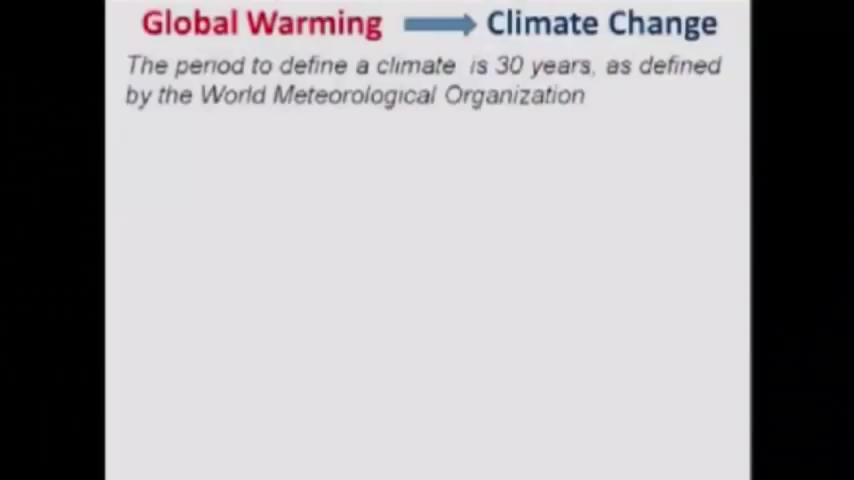 Global Warming Climate Change
The period to define a climate is 30 years, as defined
by the World Meteorological Organization